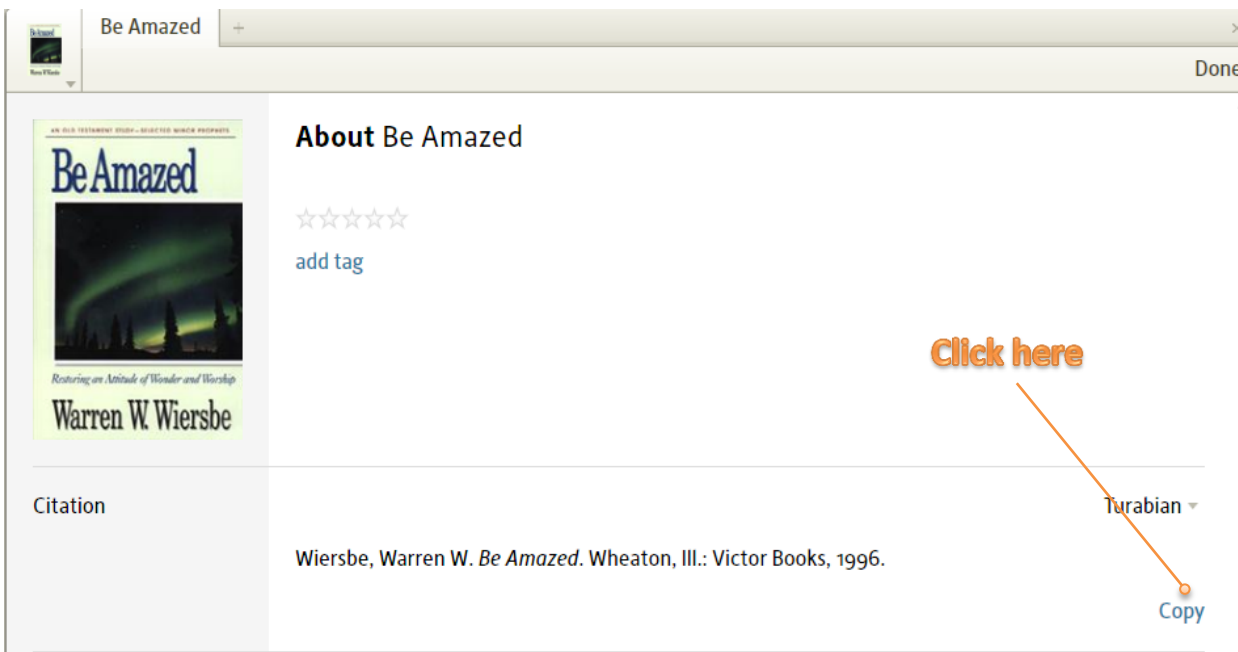 Be Amazed
+
×
Be Amazed
Done
About Be Amazed
AN OLD TESTAMENT STUDY—SELECTED MINOR PROPHETS
Be Amazed
Restoring an Attitude of Wonder and Worship
Warren W. Wiersbe
☆☆☆☆☆
add tag
Click here
Citation
Turabian
Wiersbe, Warren W. Be Amazed. Wheaton, Ill.: Victor Books, 1996.
Copy